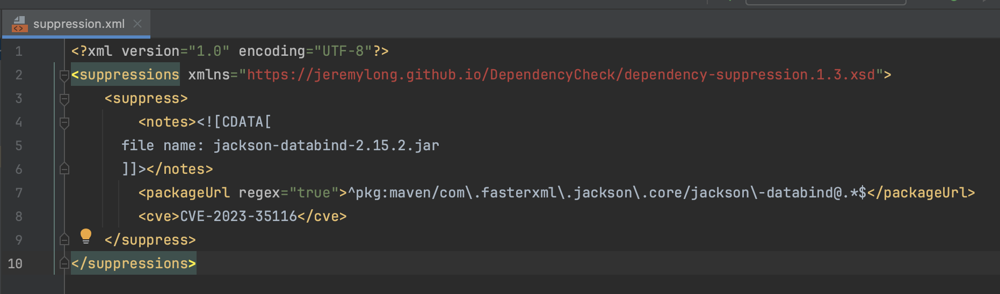 suppression.xml
1 <?xml version="1.0" encoding="UTF-8"?>
2 <suppressions xmlns="https://jeremylong.github.io/DependencyCheck/dependency-suppression.1.3.xsd">
3     <suppress>
4         <notes><![CDATA[
5       file name: jackson-databind-2.15.2.jar
6       ]]></notes>
7         <packageUrl regex="true">^pkg:maven/com\.fasterxml\.jackson\.core/jackson\-databind@.*$</packageUrl>
8         <cve>CVE-2023-35116</cve>
9     </suppress>
10 </suppressions>